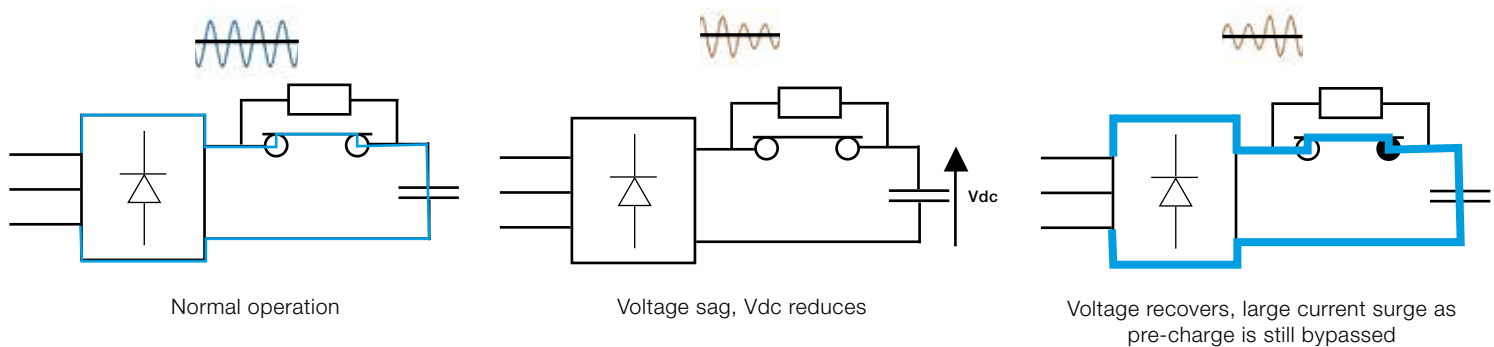 Vdc
Normal operation
Voltage sag, Vdc reduces
Voltage recovers, large current surge as
pre-charge is still bypassed